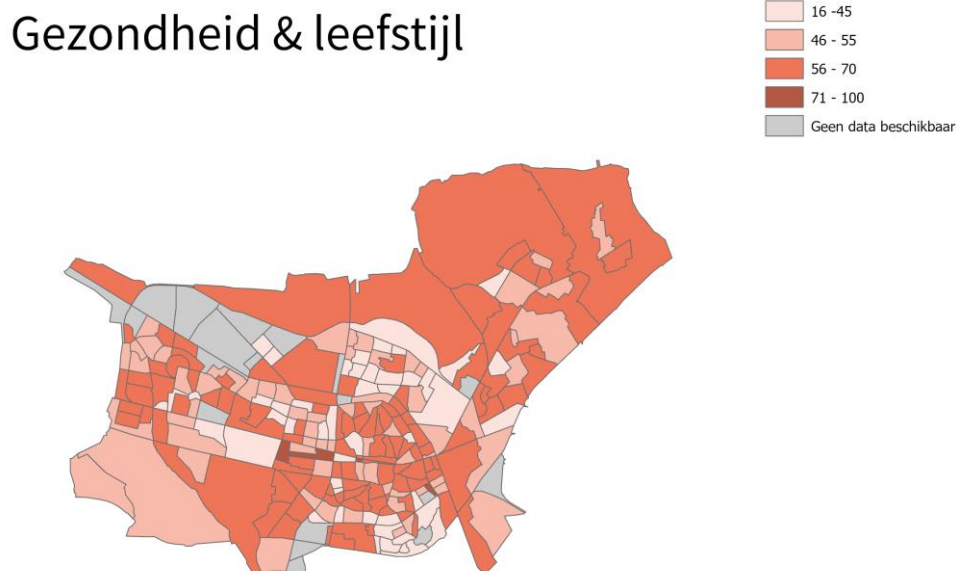 Gezondheid & leefstijl
16 -45
46 - 55
56 - 70
71 - 100
Geen data beschikbaar